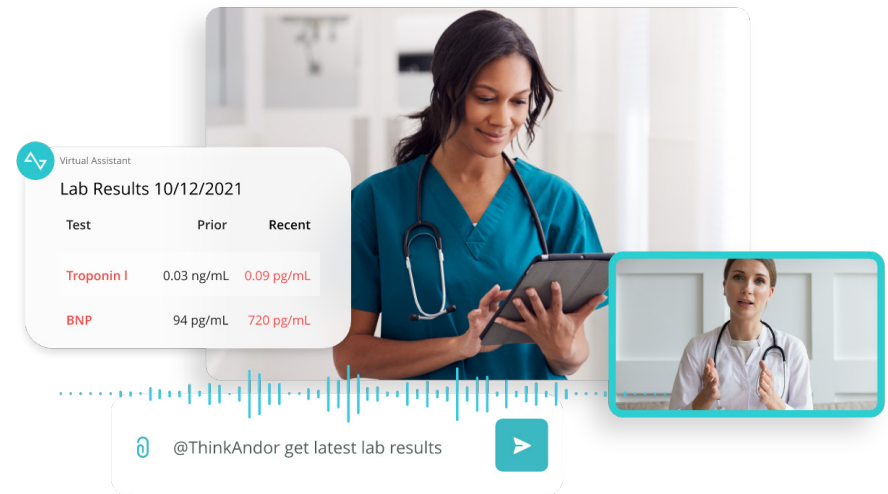 Virtual Assistant
Lab Results 10/12/2021
Test Prior Recent
Troponin I 0.03 ng/mL 0.09 pg/mL
BNP 94 pg/mL 720 pg/mL
@ThinkAndor get latest lab results